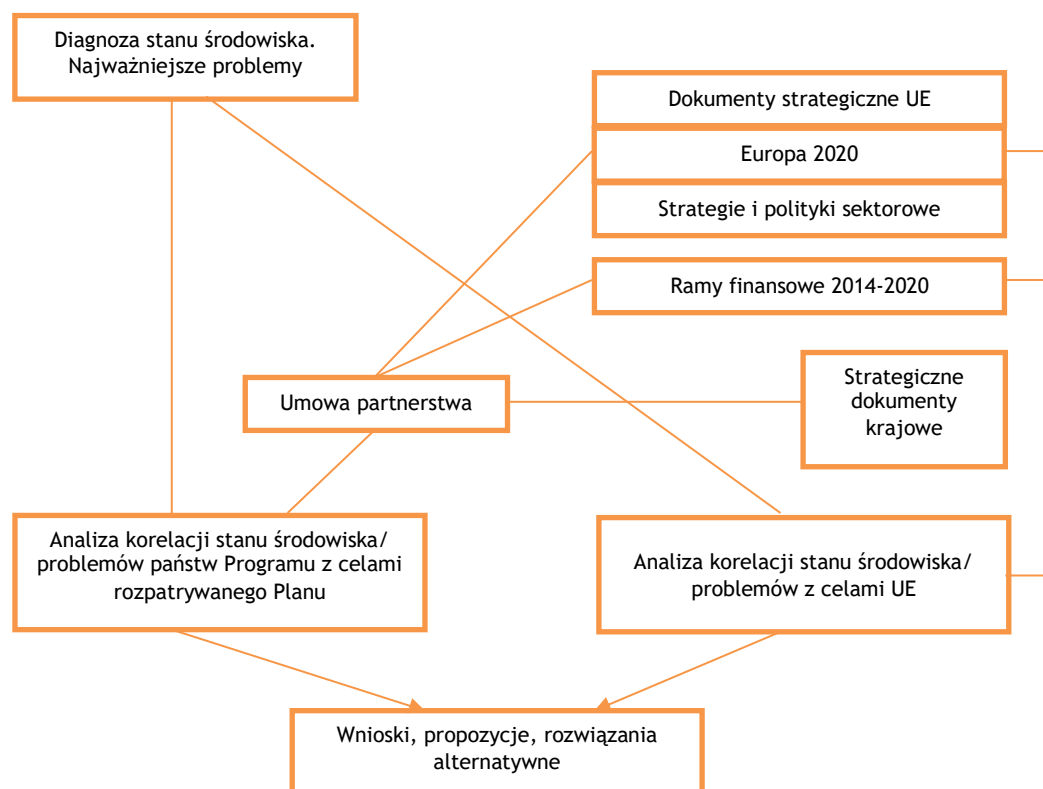 Diagnoza stanu środowiska.
Najważniejsze problemy
Dokumenty strategiczne UE
Europa 2020
Strategie i polityki sektorowe
Ramy finansowe 2014-2020
Umowa partnerstwa
Strategiczne
dokumenty
krajowe
Analiza korelacji stanu środowiska/
problemów państw Programu z celami
rozpatrywanego Planu
Analiza korelacji stanu środowiska/
problemów z celami UE
Wnioski, propozycje, rozwiązania
alternatywne